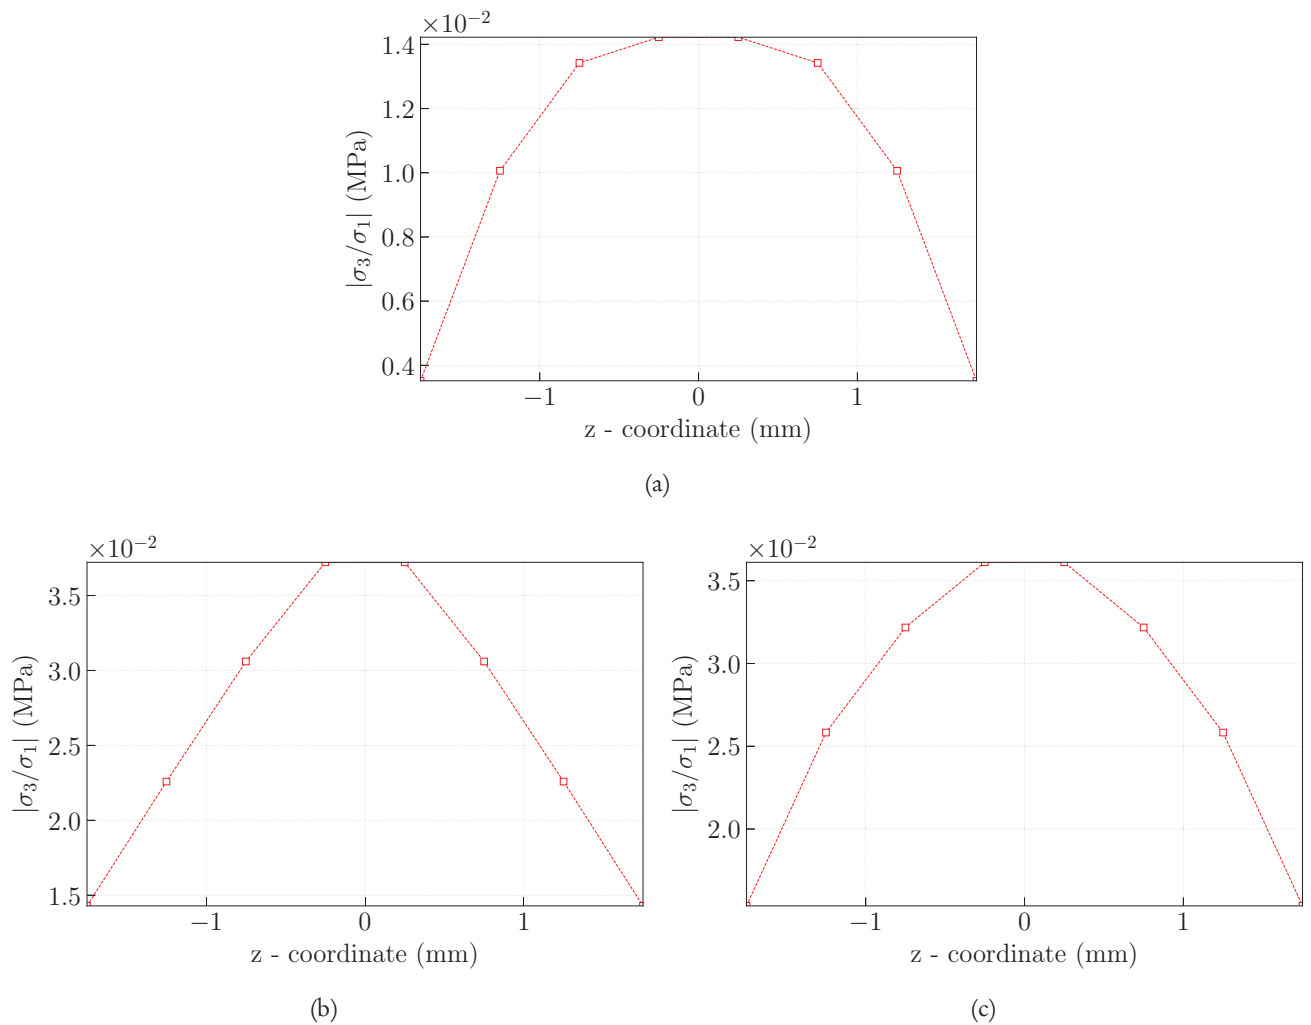 ×10⁻²
1.4
1.2
1.0
0.8
0.6
0.4
|σ₃/σ₁| (MPa)
−1 0 1
z - coordinate (mm)
(a)
×10⁻²
3.5
3.0
2.5
2.0
1.5
|σ₃/σ₁| (MPa)
−1 0 1
z - coordinate (mm)
(b)
×10⁻²
3.5
3.0
2.5
2.0
|σ₃/σ₁| (MPa)
−1 0 1
z - coordinate (mm)
(c)